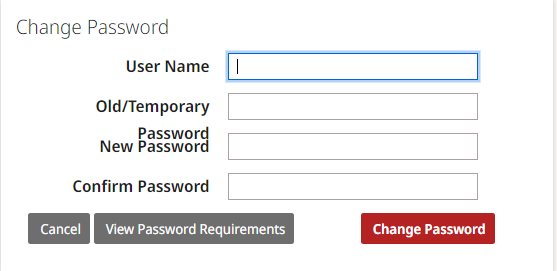 Change Password
User Name
Old/Temporary
Password
New Password
Confirm Password
Cancel View Password Requirements Change Password